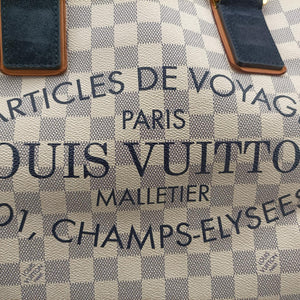 ARTICLES DE VOYAG
PARIS
OUIS VUITTO
MALLETIER
01, CHAMPS-ELYSEES